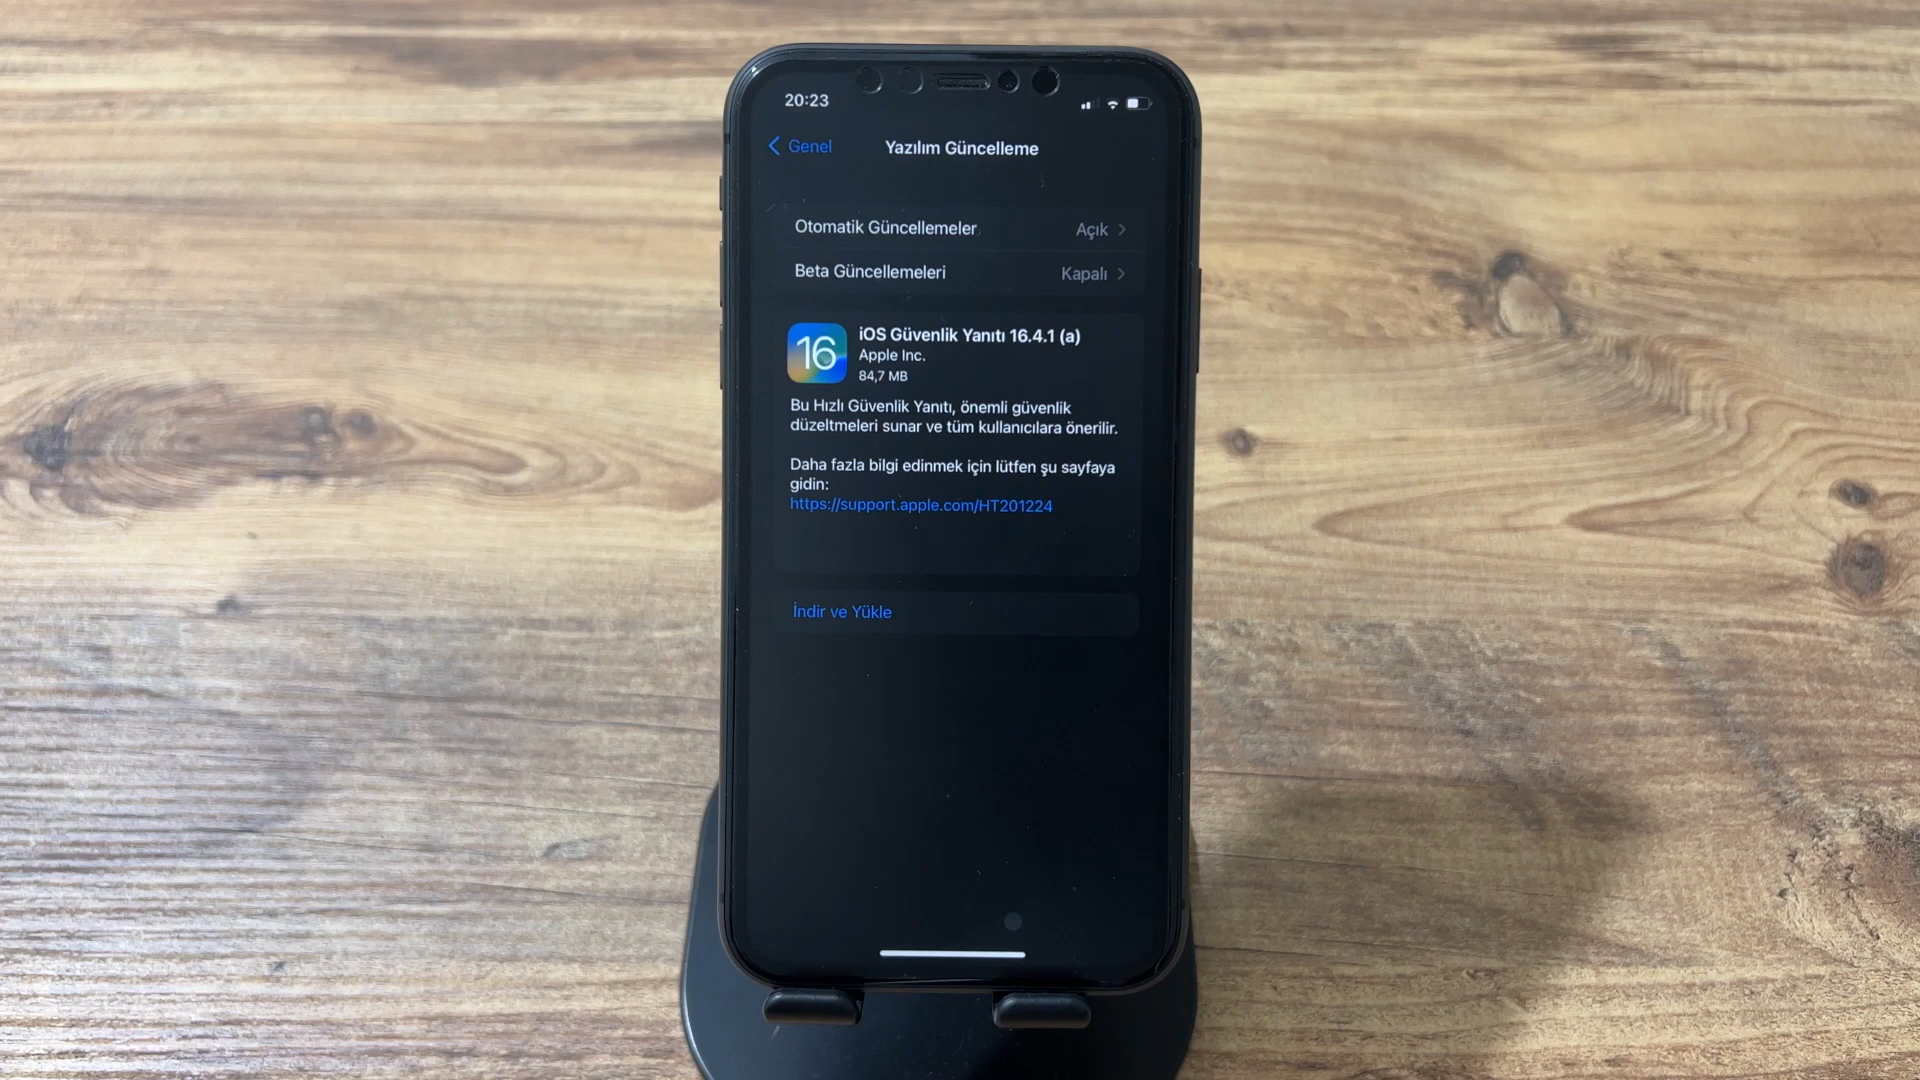 20:23
Genel
Yazılım Güncelleme
Otomatik Güncellemeler
Açık
Beta Güncellemeleri
Kapalı
16
iOS Güvenlik Yanıtı 16.4.1 (a)
Apple Inc.
84,7 MB
Bu Hızlı Güvenlik Yanıtı, önemli güvenlik
düzeltmeleri sunar ve tüm kullanıcılara önerilir.
Daha fazla bilgi edinmek için lütfen şu sayfaya
gidin:
https://support.apple.com/HT201224
İndir ve Yükle